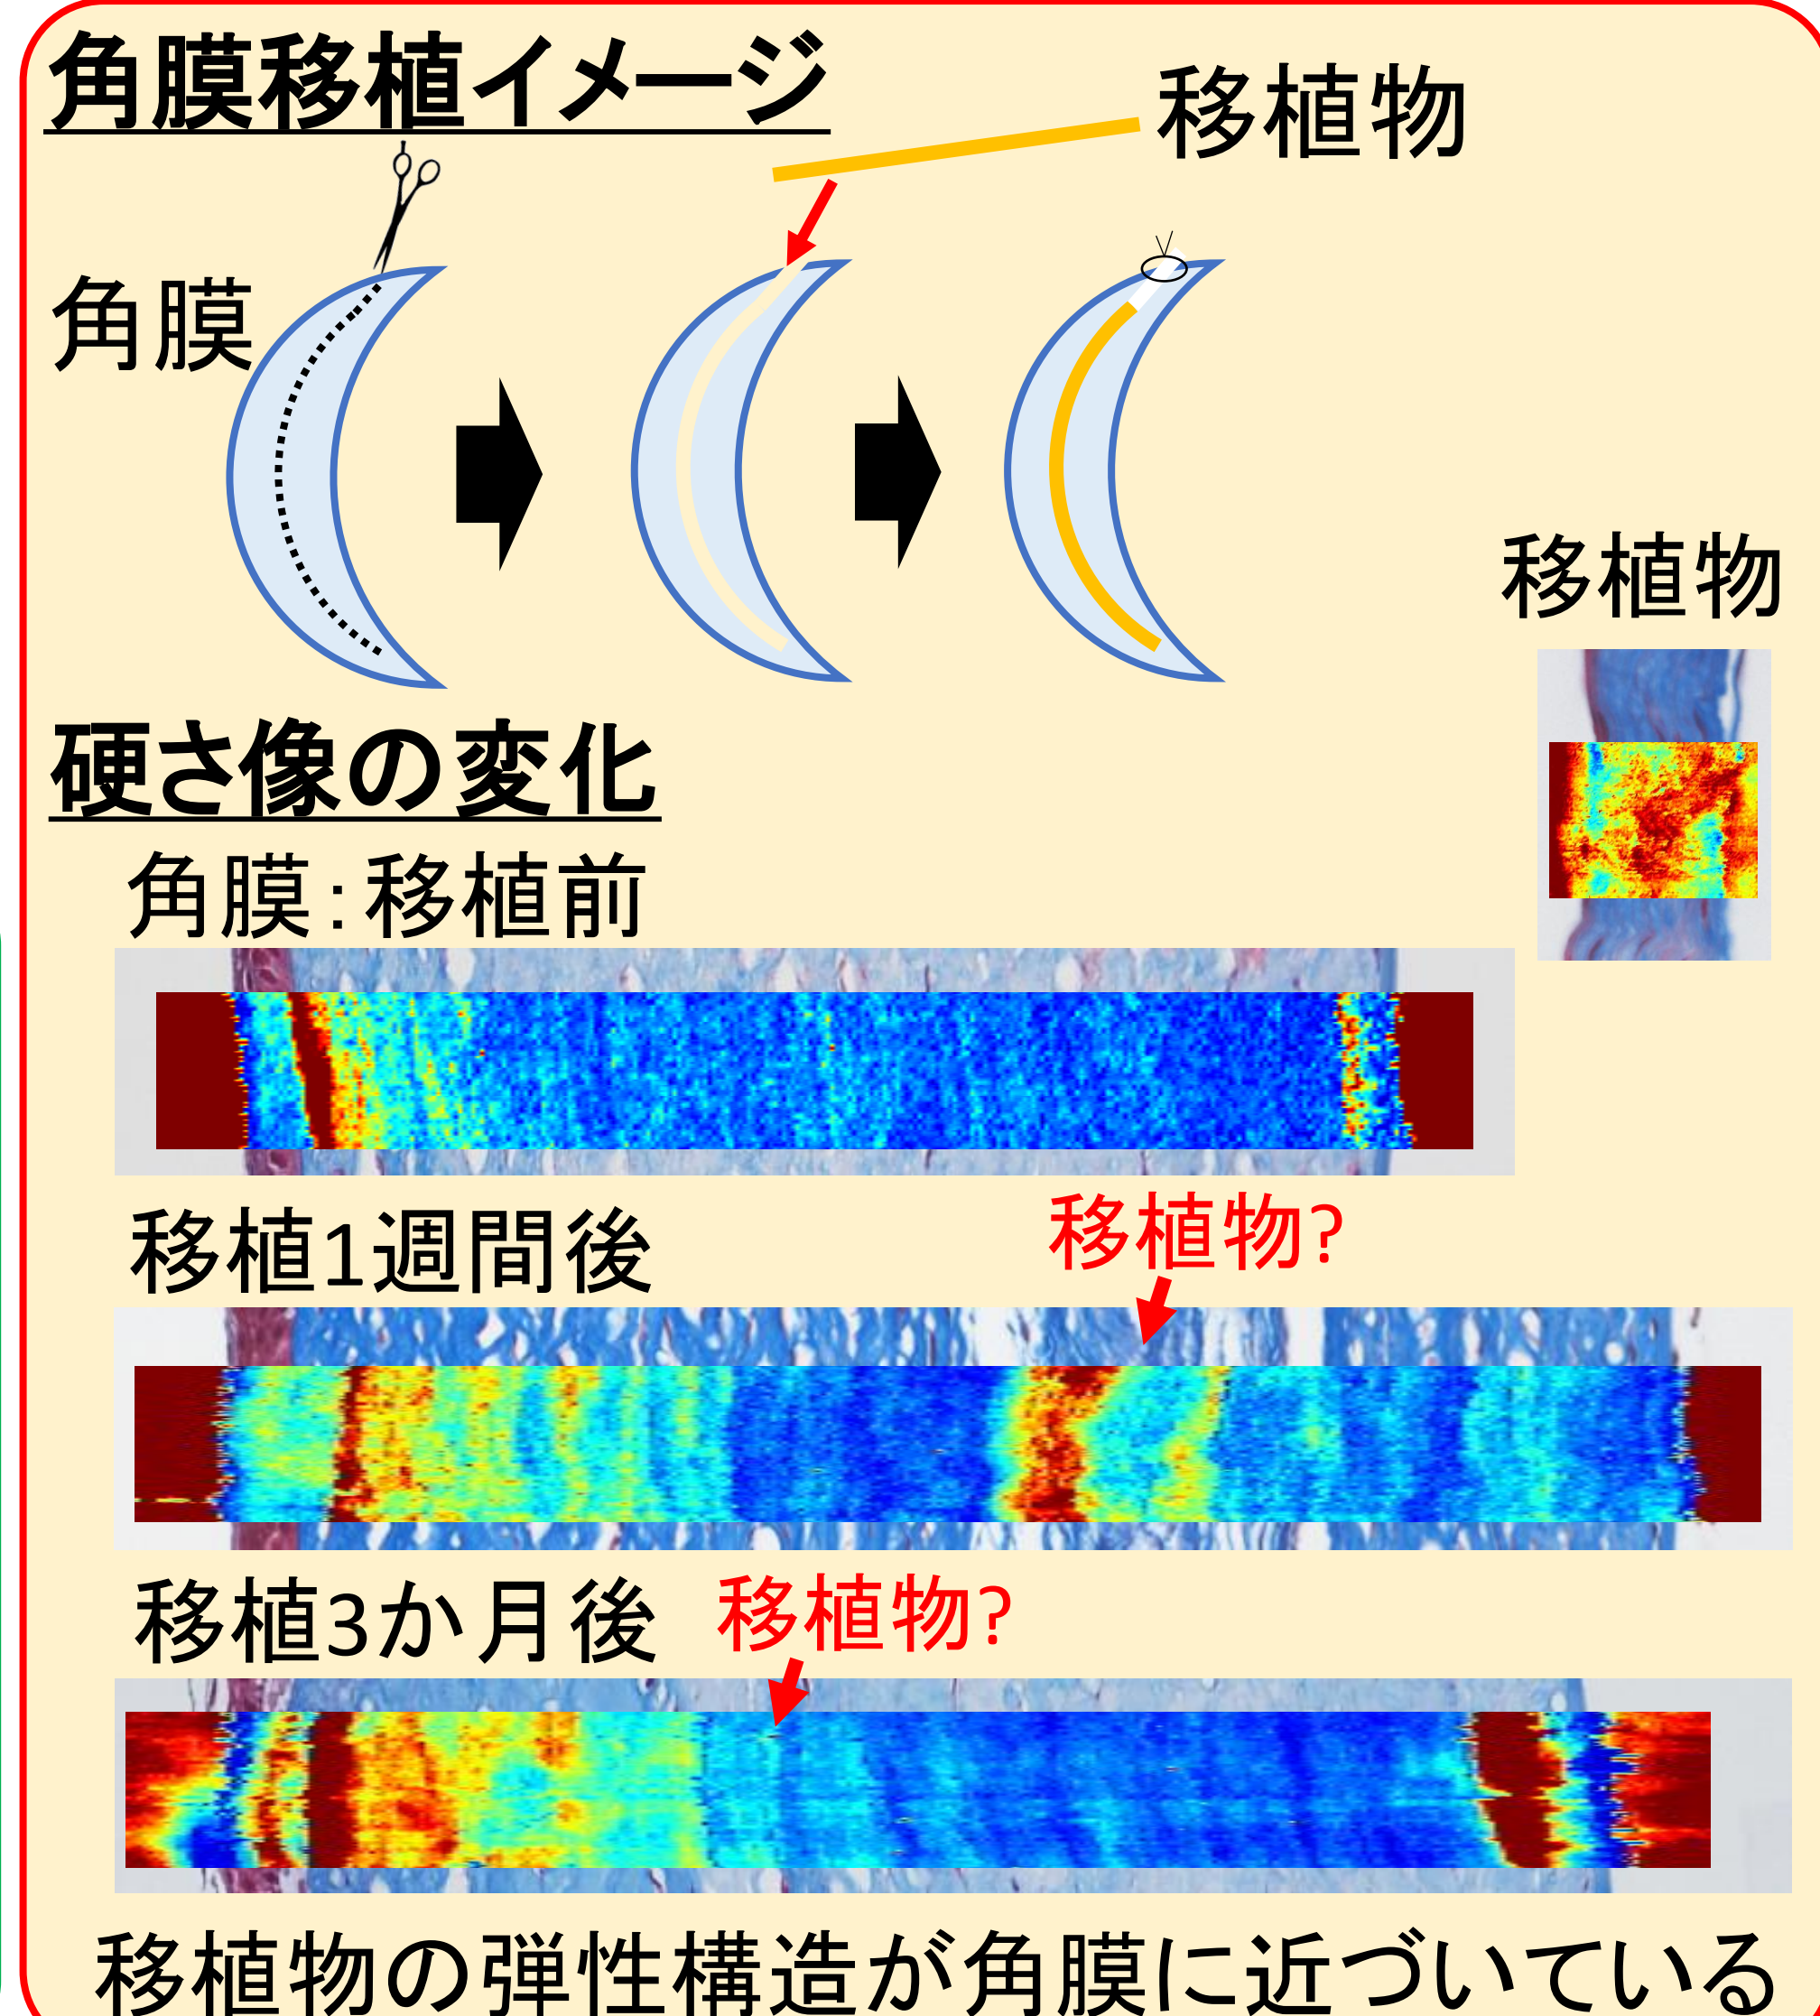 角膜移植イメージ
移植物
角膜
移植物
硬さ像の変化
角膜:移植前
移植1週間後
移植物?
移植3か月後
移植物?
移植物の弾性構造が角膜に近づいている